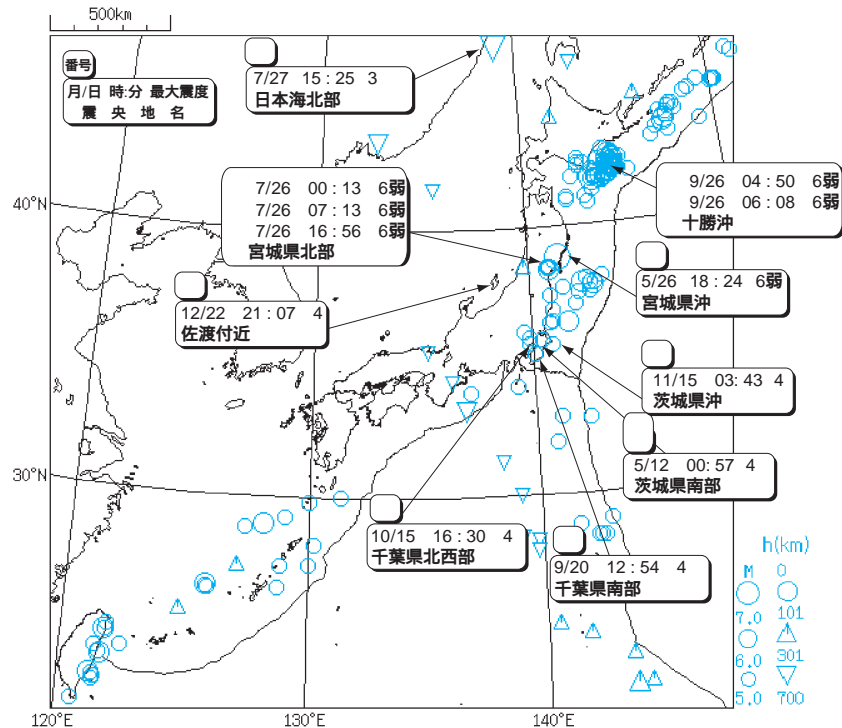 500km
番号
月/日 時:分 最大震度
震 央 地 名
7/27 15:25 3
日本海北部
7/26 00:13 6弱
7/26 07:13 6弱
7/26 16:56 6弱
宮城県北部
9/26 04:50 6弱
9/26 06:08 6弱
十勝沖
5/26 18:24 6弱
宮城県沖
12/22 21:07 4
佐渡付近
11/15 03:43 4
茨城県沖
5/12 00:57 4
茨城県南部
10/15 16:30 4
千葉県北西部
9/20 12:54 4
千葉県南部
40°N
30°N
120°E
130°E
140°E
h(km)
M 0
7.0 101
6.0 301
5.0 700